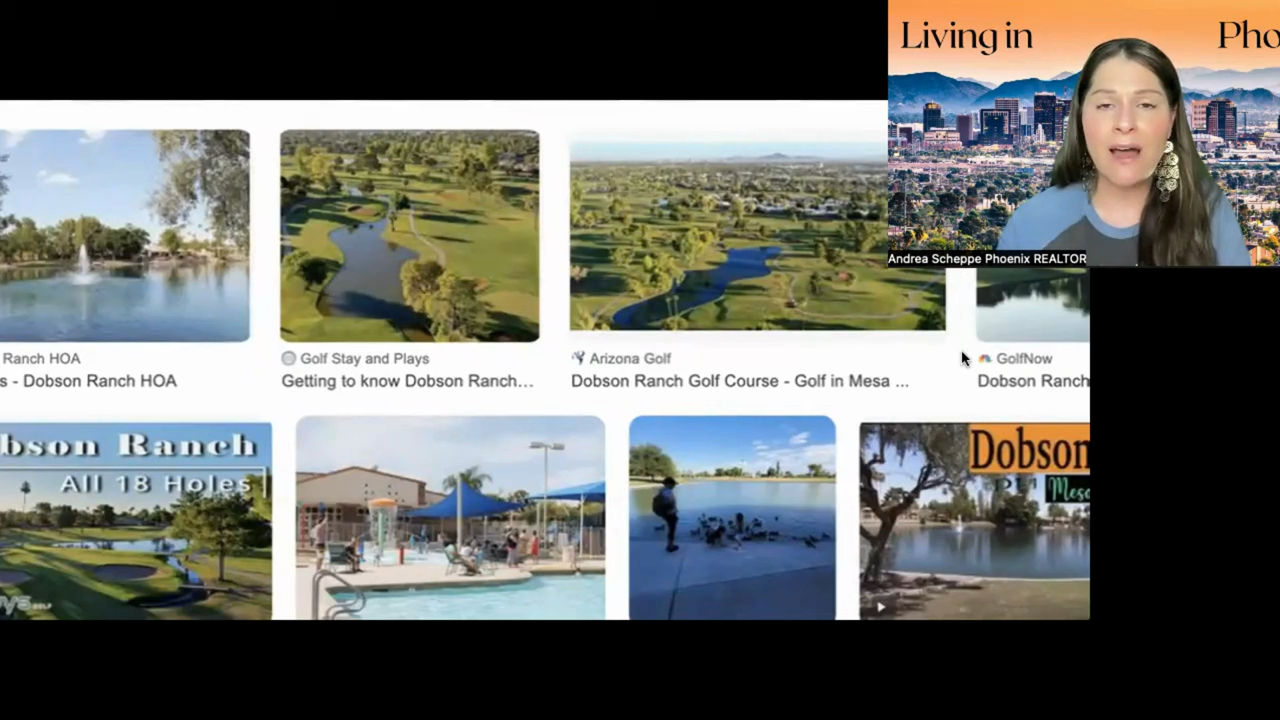 Living in Pho
Andrea Scheppe Phoenix REALTOR
Ranch HOA
s - Dobson Ranch HOA
Golf Stay and Plays
Getting to know Dobson Ranch...
Arizona Golf
Dobson Ranch Golf Course - Golf in Mesa ...
GolfNow
Dobson Ranch
bson Ranch
All 18 Holes
Dobson
Mesa